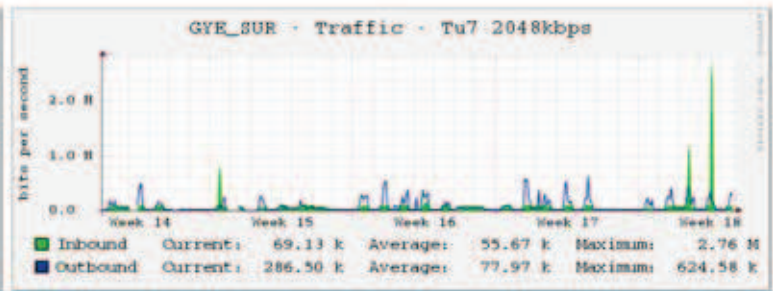 GYE_SUR - Traffic - Tu7 2048kbps
bits per second
2.0 M
1.0 M
0.0
Week 14 Week 15 Week 16 Week 17 Week 18
Inbound Current: 69.13 k Average: 55.67 k Maximum: 2.76 M
Outbound Current: 286.50 k Average: 77.97 k Maximum: 624.58 k